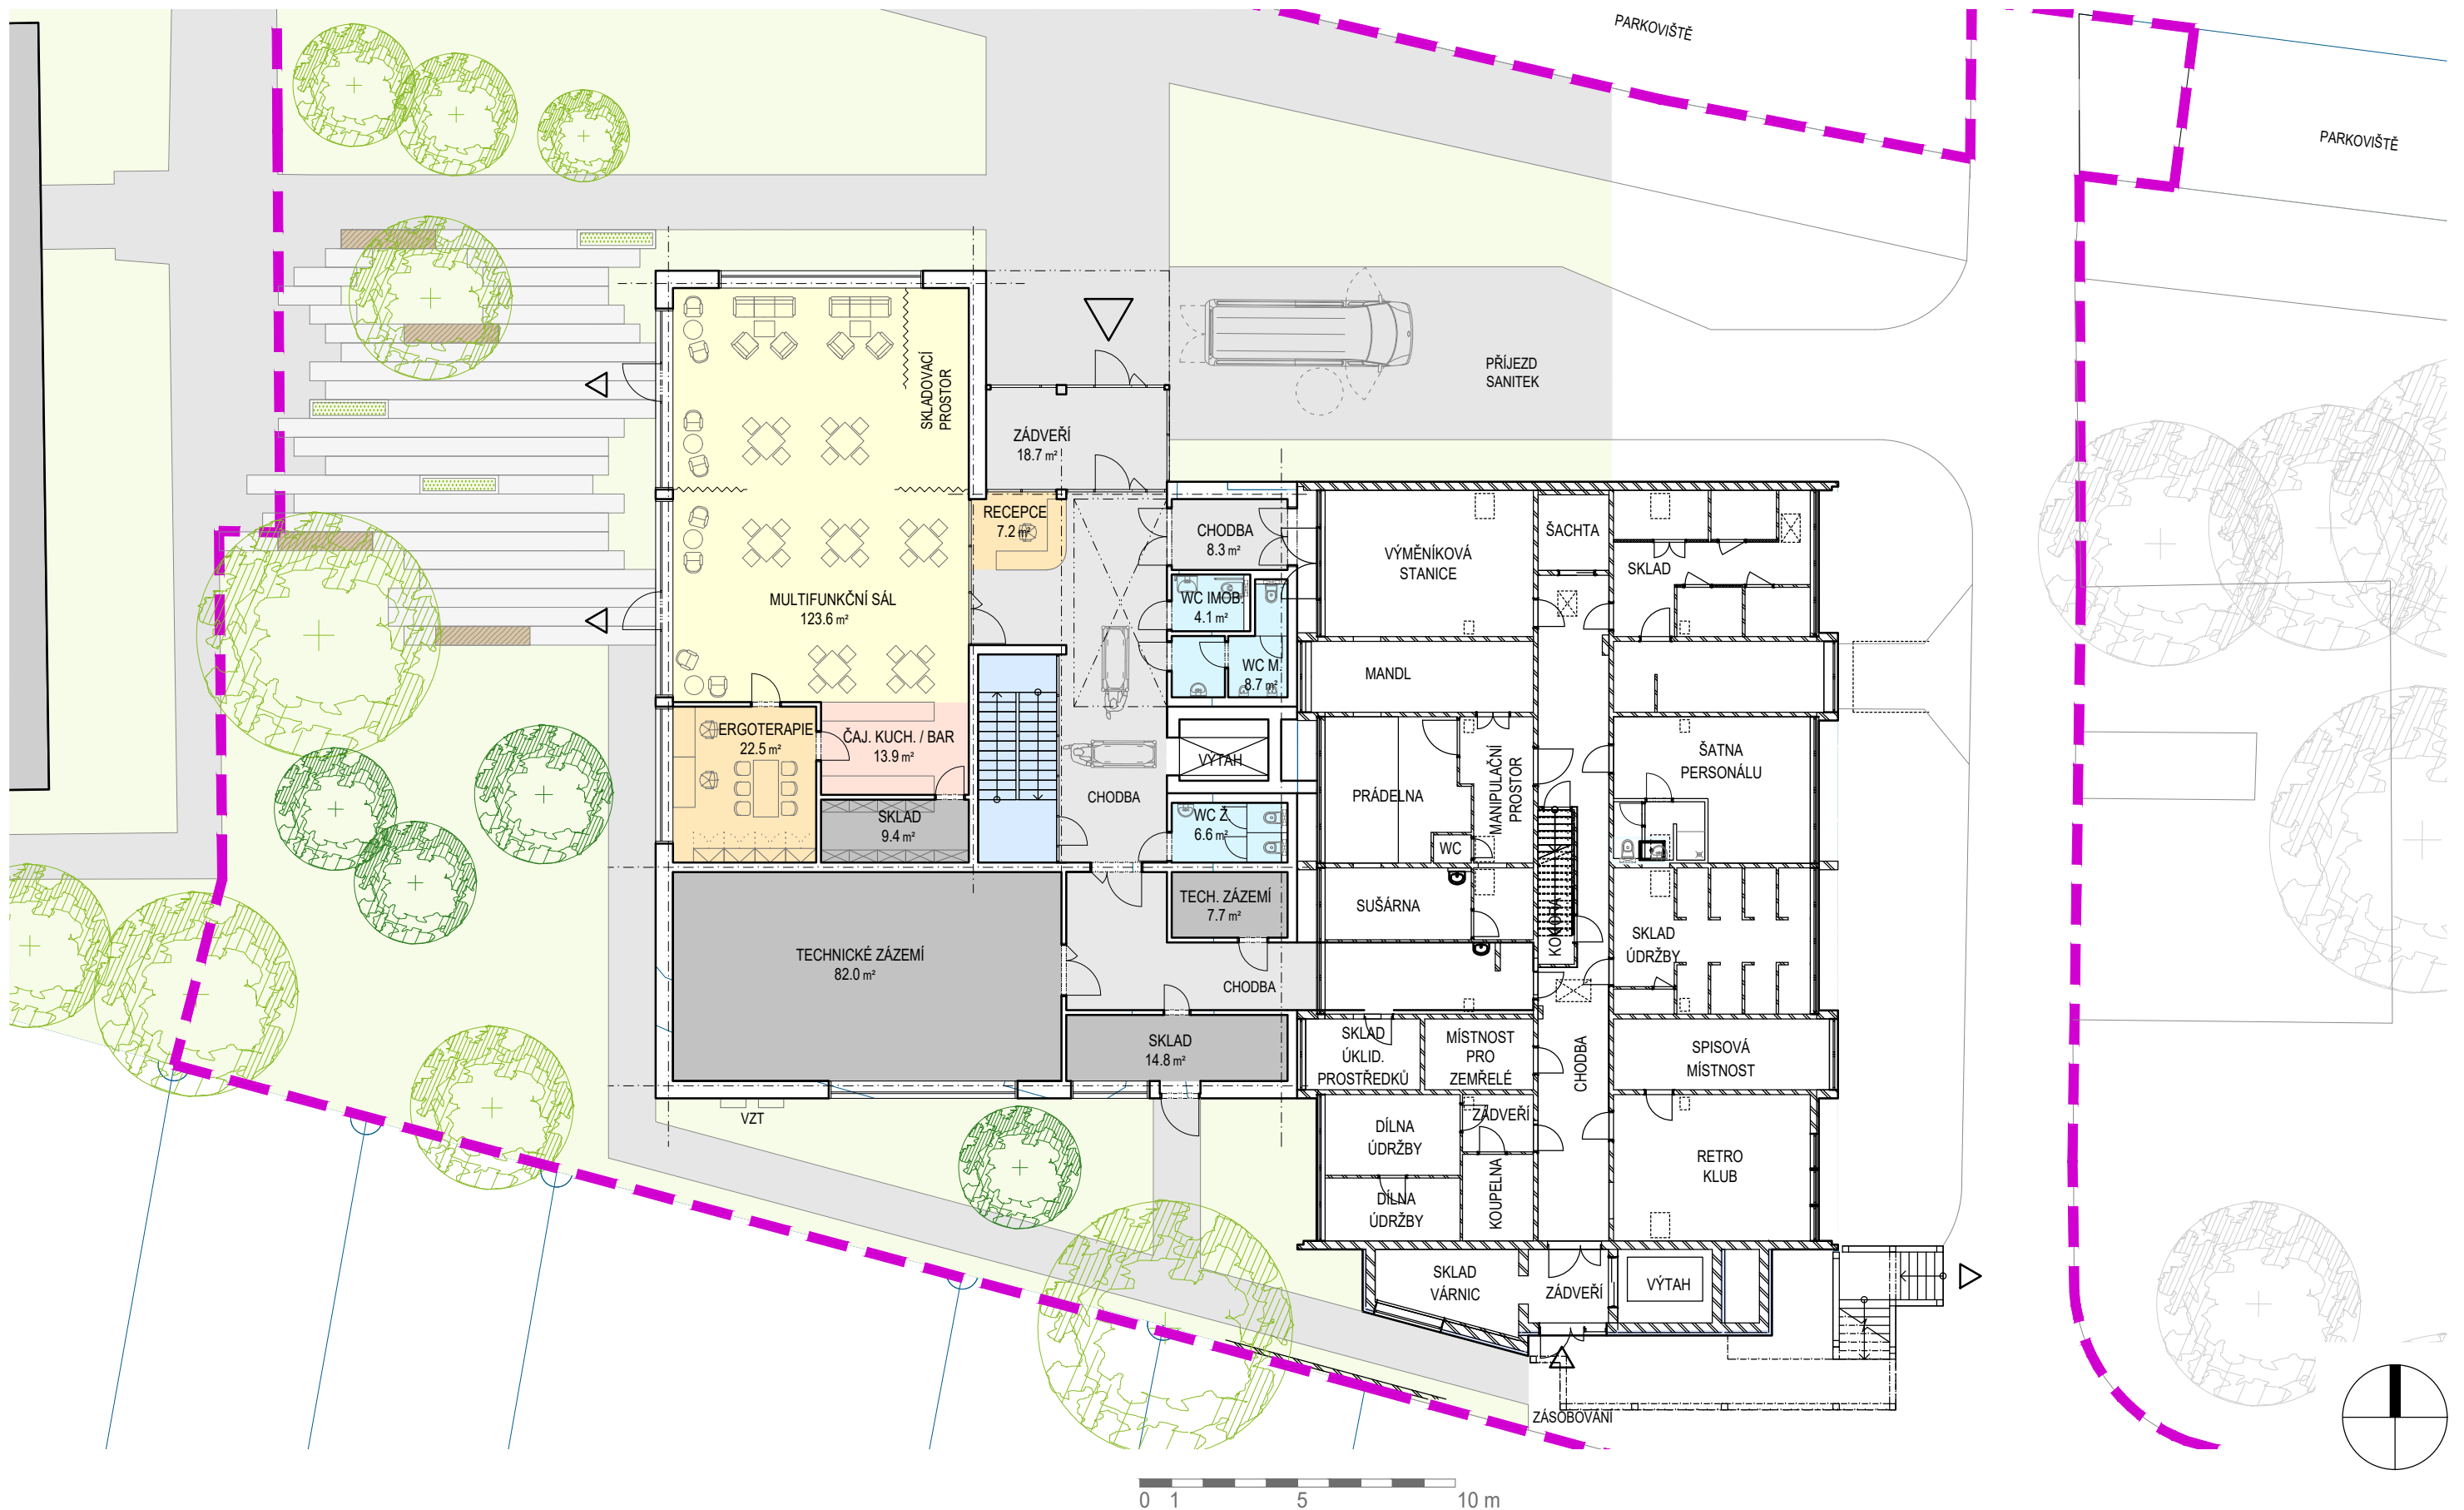 PARKOVIŠTĚ
PARKOVIŠTĚ
SKLADOVACÍ
PROSTOR
PŘÍJEZD
SANITEK
ZÁDVEŘÍ
18.7 m²
RECEPCE
7.2 m²
CHODBA
8.3 m²
VÝMĚNÍKOVÁ
STANICE
ŠACHTA
SKLAD
MULTIFUNKČNÍ SÁL
123.6 m²
WC IMOB.
4.1 m²
WC M.
8.7 m²
MANDL
ERGOTERAPIE
22.5 m²
ČAJ. KUCH. / BAR
13.9 m²
VÝTAH
CHODBA
PRÁDELNA
MANIPULAČNÍ
PROSTOR
ŠATNA
PERSONÁLU
SKLAD
9.4 m²
WC Ž.
6.6 m²
WC
TECH. ZÁZEMÍ
7.7 m²
SUŠÁRNA
KOMORA
SKLAD
ÚDRŽBY
TECHNICKÉ ZÁZEMÍ
82.0 m²
CHODBA
SKLAD
14.8 m²
SKLAD
ÚKLID.
PROSTŘEDKŮ
MÍSTNOST
PRO
ZEMŘELÉ
CHODBA
SPISOVÁ
MÍSTNOST
VZT
DÍLNA
ÚDRŽBY
ZÁDVEŘÍ
RETRO
KLUB
DÍLNA
ÚDRŽBY
KOUPELNA
SKLAD
VÁRNIC
ZÁDVEŘÍ
VÝTAH
ZÁSOBOVÁNÍ
0 1 5 10 m